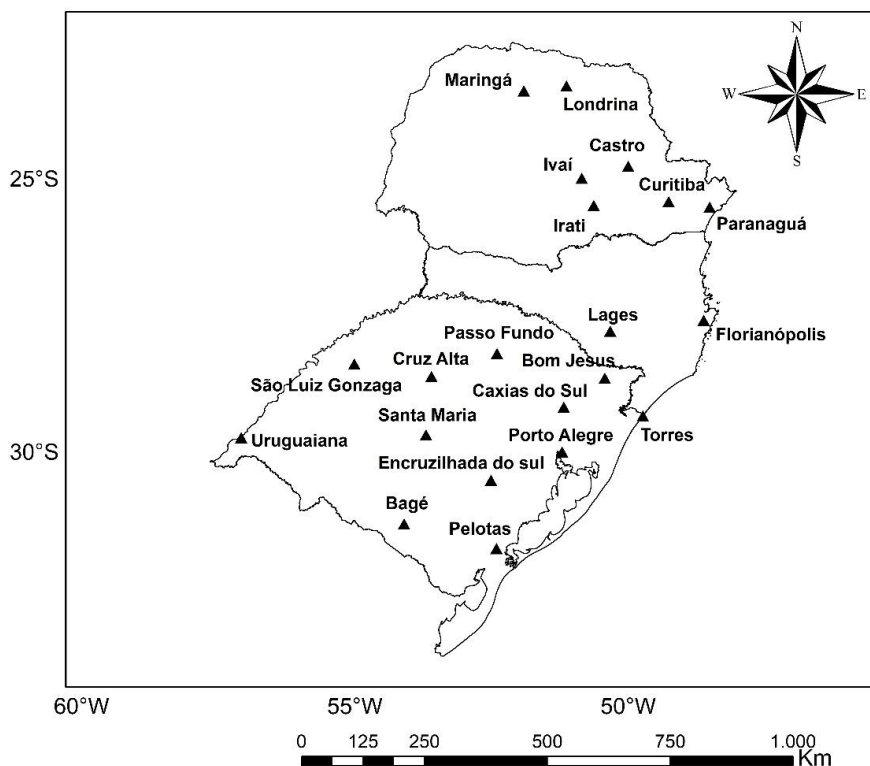 N
W
E
S
Maringá
Londrina
Castro
Ivaí
25°S
Curitiba
Irati
Paranaguá
Lages
Passo Fundo
Florianópolis
Cruz Alta
Bom Jesus
São Luiz Gonzaga
Caxias do Sul
Santa Maria
Uruguaiana
Porto Alegre
Torres
30°S
Encruzilhada do sul
Bagé
Pelotas
60°W
55°W
50°W
0 125 250 500 750 1.000
Km